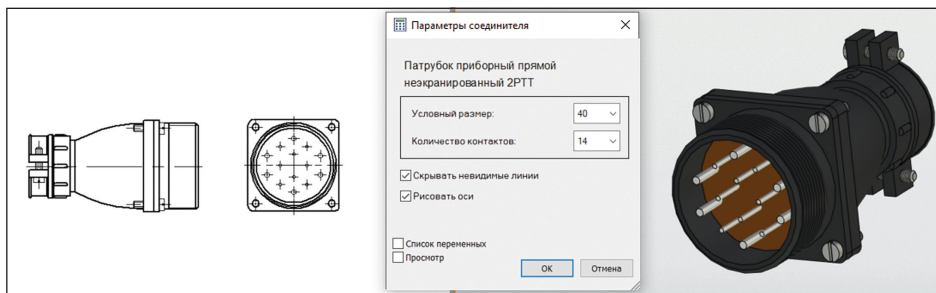 Параметры соединителя
Патрубок приборный прямой
неэкранированный 2РТТ
Условный размер:
40
Количество контактов:
14
Скрывать невидимые линии
Рисовать оси
Список переменных
Просмотр
ОК
Отмена